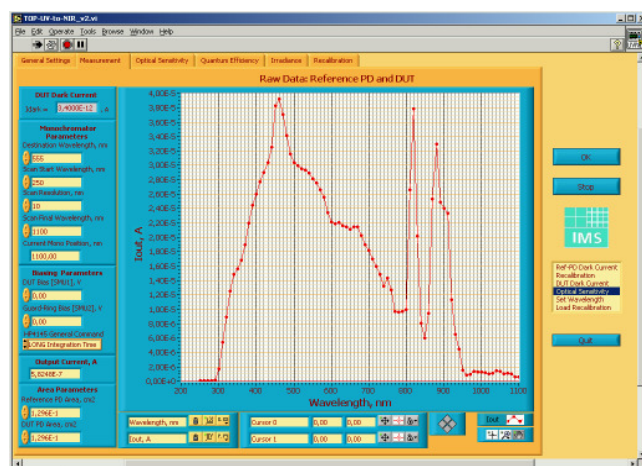 TOP-UV-to-NIR_v2.vi
File Edit Operate Tools Browse Window Help
General Settings Measurement Optical Sensitivity Quantum Efficiency Irradiance Recalibration
Raw Data: Reference PD and DUT
DUT Dark Current
Idark = 3,4000E-12 , A
Monochromator Parameters
Destination Wavelength, nm
555
Scan Start Wavelength, nm
250
Scan Resolution, nm
10
Scan Final Wavelength, nm
1100
Current Mono Position, nm
1100,00
Biasing Parameters
DUT Bias [SMU1], V
0,00
Guard-Ring Bias [SMU2], V
0,00
HP4145 General Command
LONG Integration Time
Output Current, A
5,8248E-7
Area Parameters
Reference PD Area, cm2
1,296E-1
DUT PD Area, cm2
1,296E-1
Iout, A
4,00E-5
3,80E-5
3,60E-5
3,40E-5
3,20E-5
3,00E-5
2,80E-5
2,60E-5
2,40E-5
2,20E-5
2,00E-5
1,80E-5
1,60E-5
1,40E-5
1,20E-5
1,00E-5
8,00E-6
6,00E-6
4,00E-6
2,00E-6
0,00E+0
200 300 400 500 600 700 800 900 1000 1100
Wavelength, nm
Wavelength, nm
Iout, A
Cursor 0 0,00 0,00
Cursor 1 0,00 0,00
Iout
OK
Stop
IMS
Ref-PD Dark Current
Recalibration
DUT Dark Current
Optical Sensitivity
Set Wavelength
Load Recalibration
Quit